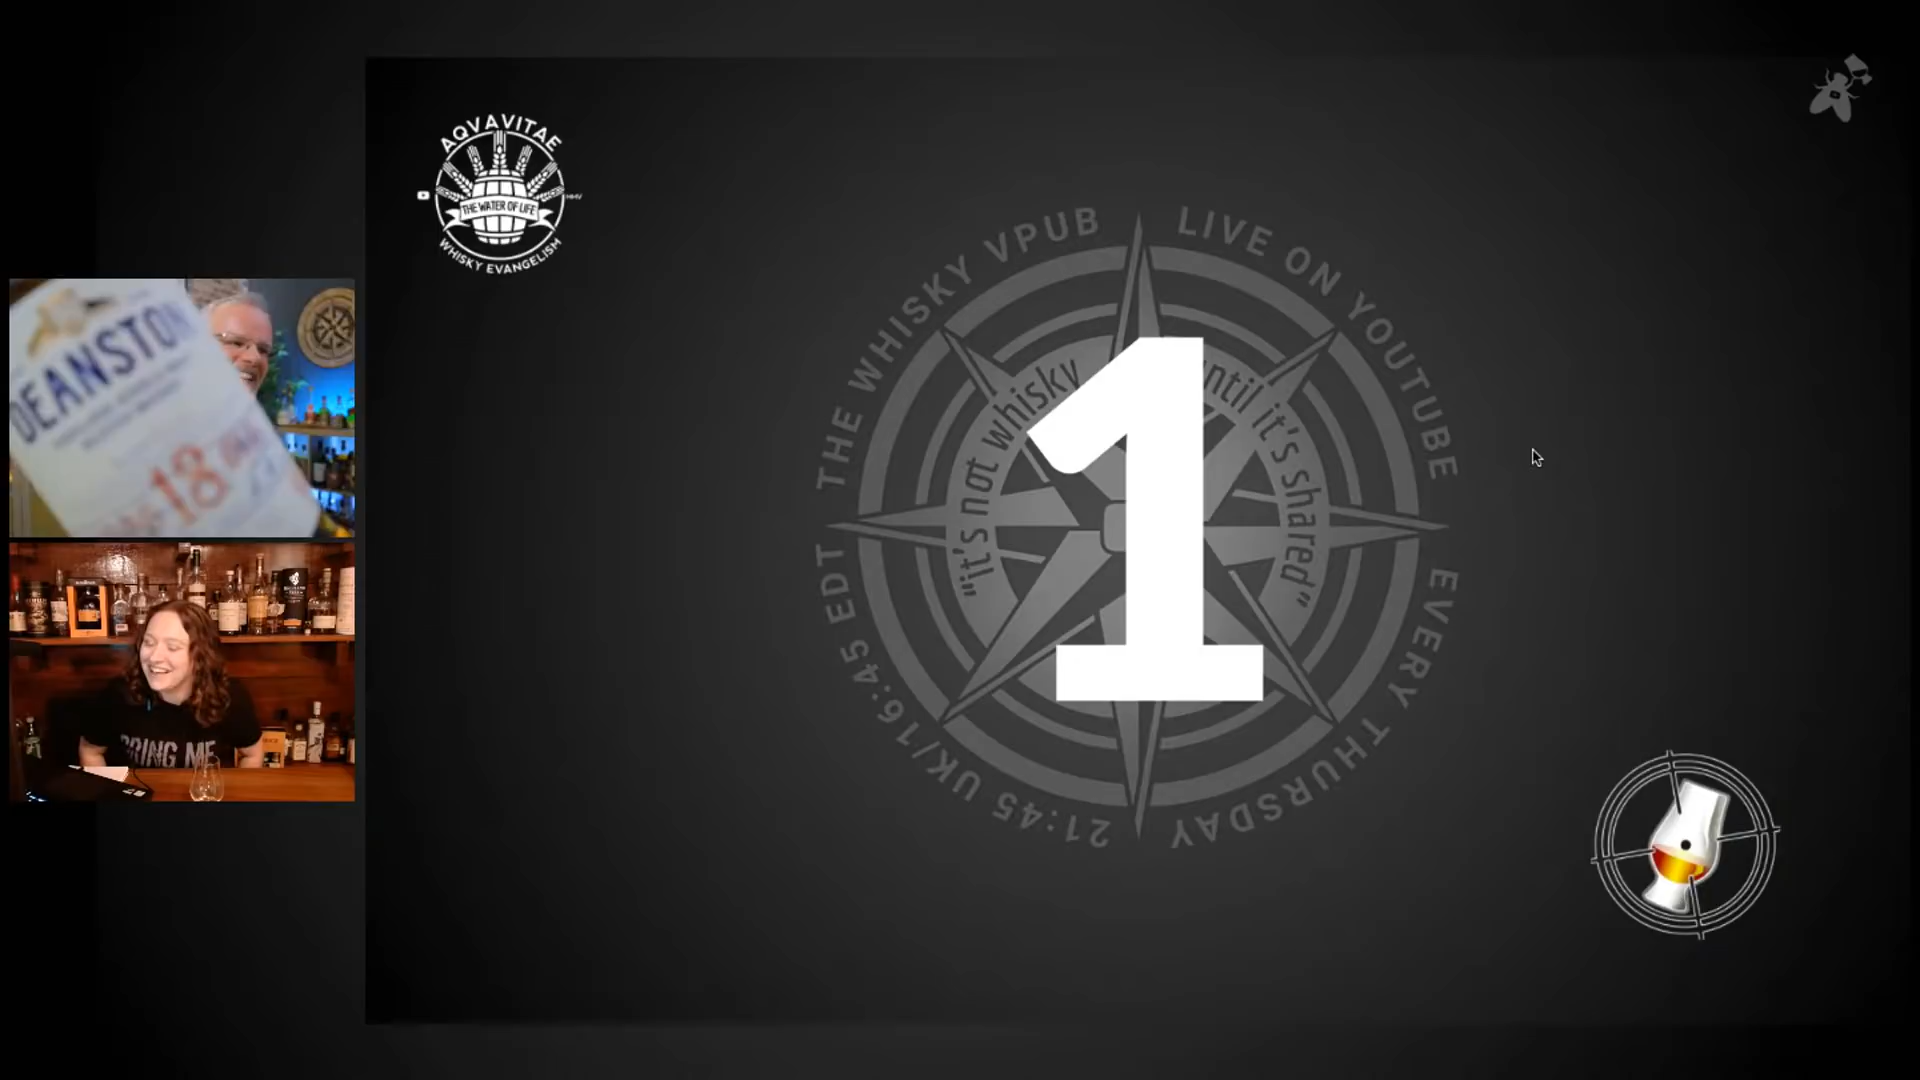 AQVAVITAE
THE WATER OF LIFE
WHISKY EVANGELISM
THE WHISKY VPUB
LIVE ON YOUTUBE
EVERY THURSDAY
21:45 UK/16:45 EDT
"it's not whisky
until it's shared"
1
DEANSTON
18
BRING ME